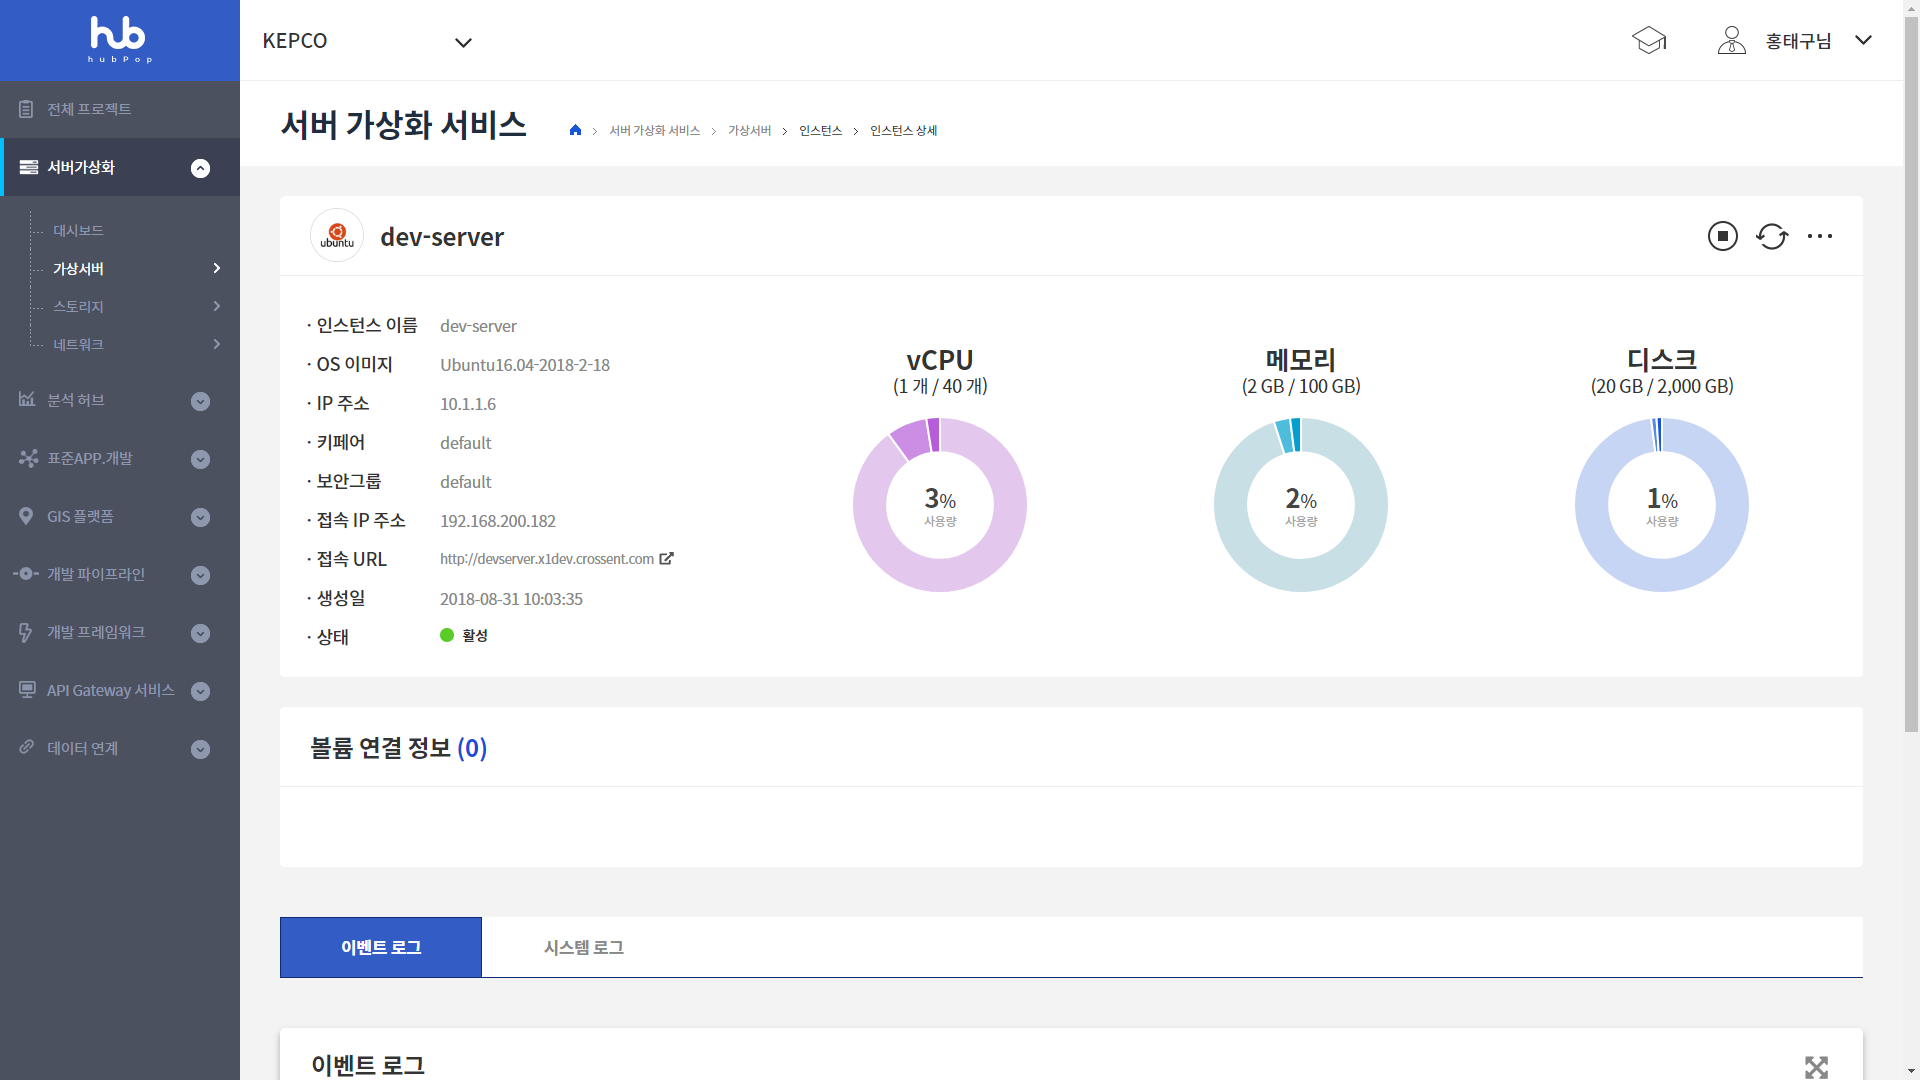 hub
hubPop
KEPCO
홍태구님
전체 프로젝트
서버가상화
대시보드
가상서버
스토리지
네트워크
분석 허브
표준APP.개발
GIS 플랫폼
개발 파이프라인
개발 프레임워크
API Gateway 서비스
데이터 연계
서버 가상화 서비스
서버 가상화 서비스 > 가상서버 > 인스턴스 > 인스턴스 상세
ubuntu
dev-server
· 인스턴스 이름 dev-server
· OS 이미지 Ubuntu16.04-2018-2-18
· IP 주소 10.1.1.6
· 키페어 default
· 보안그룹 default
· 접속 IP 주소 192.168.200.182
· 접속 URL http://devserver.x1dev.crossent.com
· 생성일 2018-08-31 10:03:35
· 상태 활성
vCPU
(1 개 / 40 개)
3%
사용량
메모리
(2 GB / 100 GB)
2%
사용량
디스크
(20 GB / 2,000 GB)
1%
사용량
볼륨 연결 정보 (0)
이벤트 로그
시스템 로그
이벤트 로그